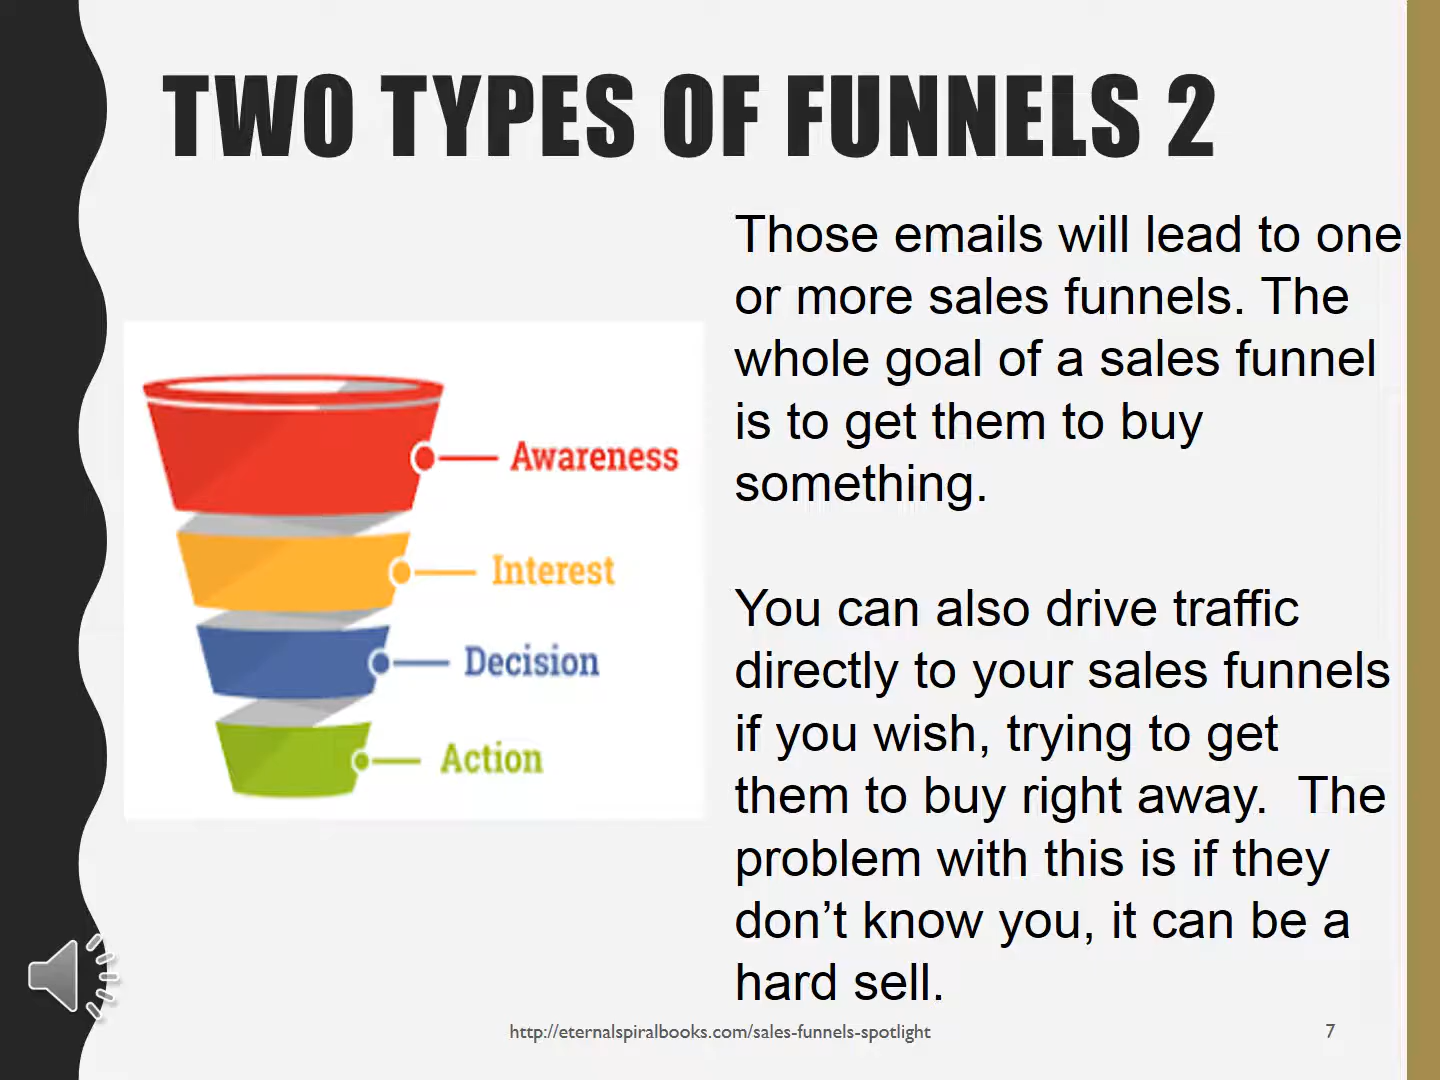 TWO TYPES OF FUNNELS 2
Awareness
Interest
Decision
Action
Those emails will lead to one
or more sales funnels. The
whole goal of a sales funnel
is to get them to buy
something.
You can also drive traffic
directly to your sales funnels
if you wish, trying to get
them to buy right away.  The
problem with this is if they
don’t know you, it can be a
hard sell.
http://eternalspiralbooks.com/sales-funnels-spotlight
7